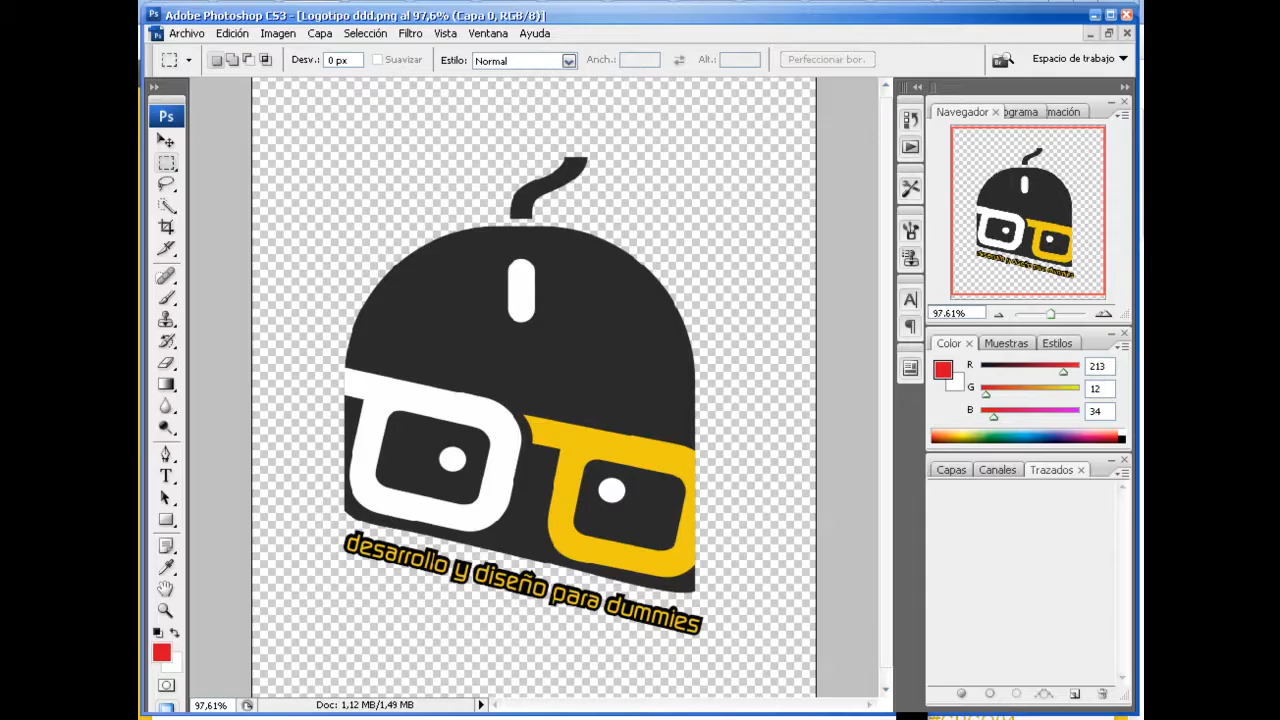 Adobe Photoshop CS3 - [Logotipo ddd.png al 97,6% (Capa 0, RGB/8)]
Archivo Edición Imagen Capa Selección Filtro Vista Ventana Ayuda
Desv.: 0 px Suavizar Estilo: Normal Anch.: Alt.: Perfeccionar bor... Br Espacio de trabajo
Ps
Navegador ograma mación
97.61%
Color Muestras Estilos
R 213
G 12
B 34
Capas Canales Trazados
desarrollo y diseño para dummies
97,61% Doc: 1,12 MB/1,49 MB